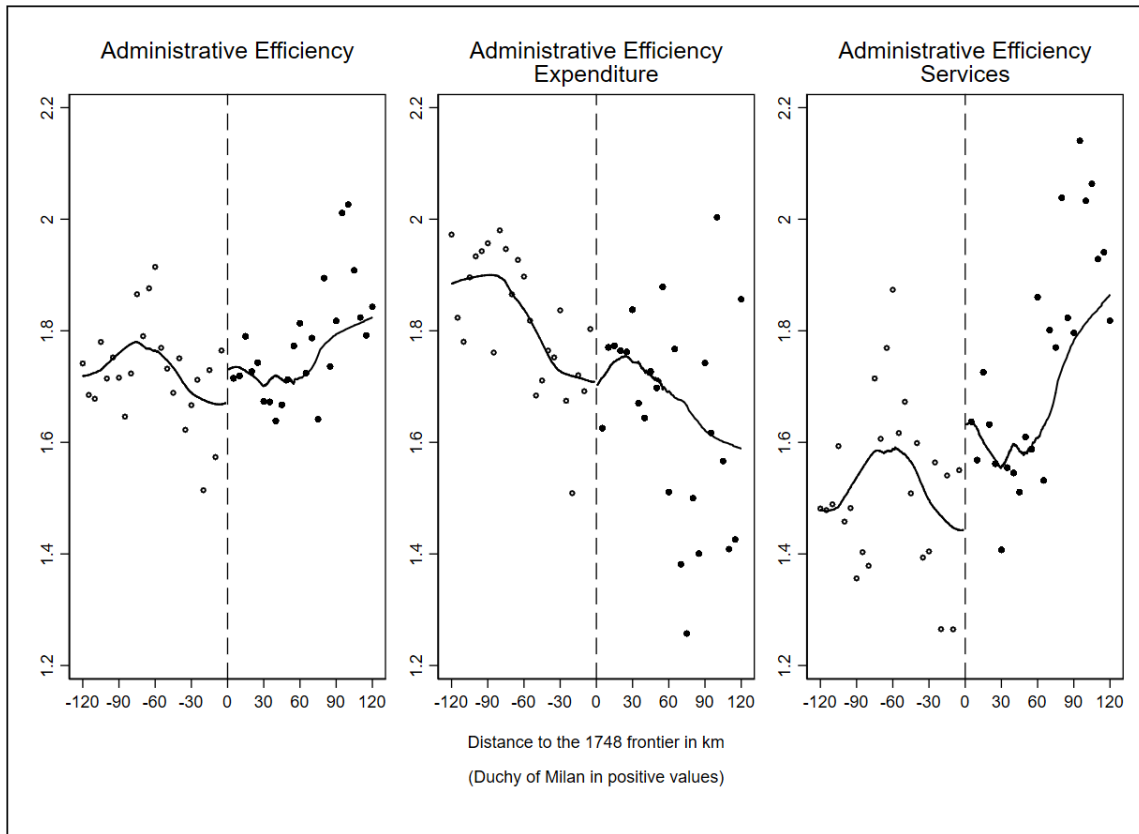 Administrative Efficiency
Administrative Efficiency
Expenditure
Administrative Efficiency
Services
2.2
2
1.8
1.6
1.4
1.2
-120 -90 -60 -30 0 30 60 90 120
2.2
2
1.8
1.6
1.4
1.2
-120 -90 -60 -30 0 30 60 90 120
2.2
2
1.8
1.6
1.4
1.2
-120 -90 -60 -30 0 30 60 90 120
Distance to the 1748 frontier in km
(Duchy of Milan in positive values)